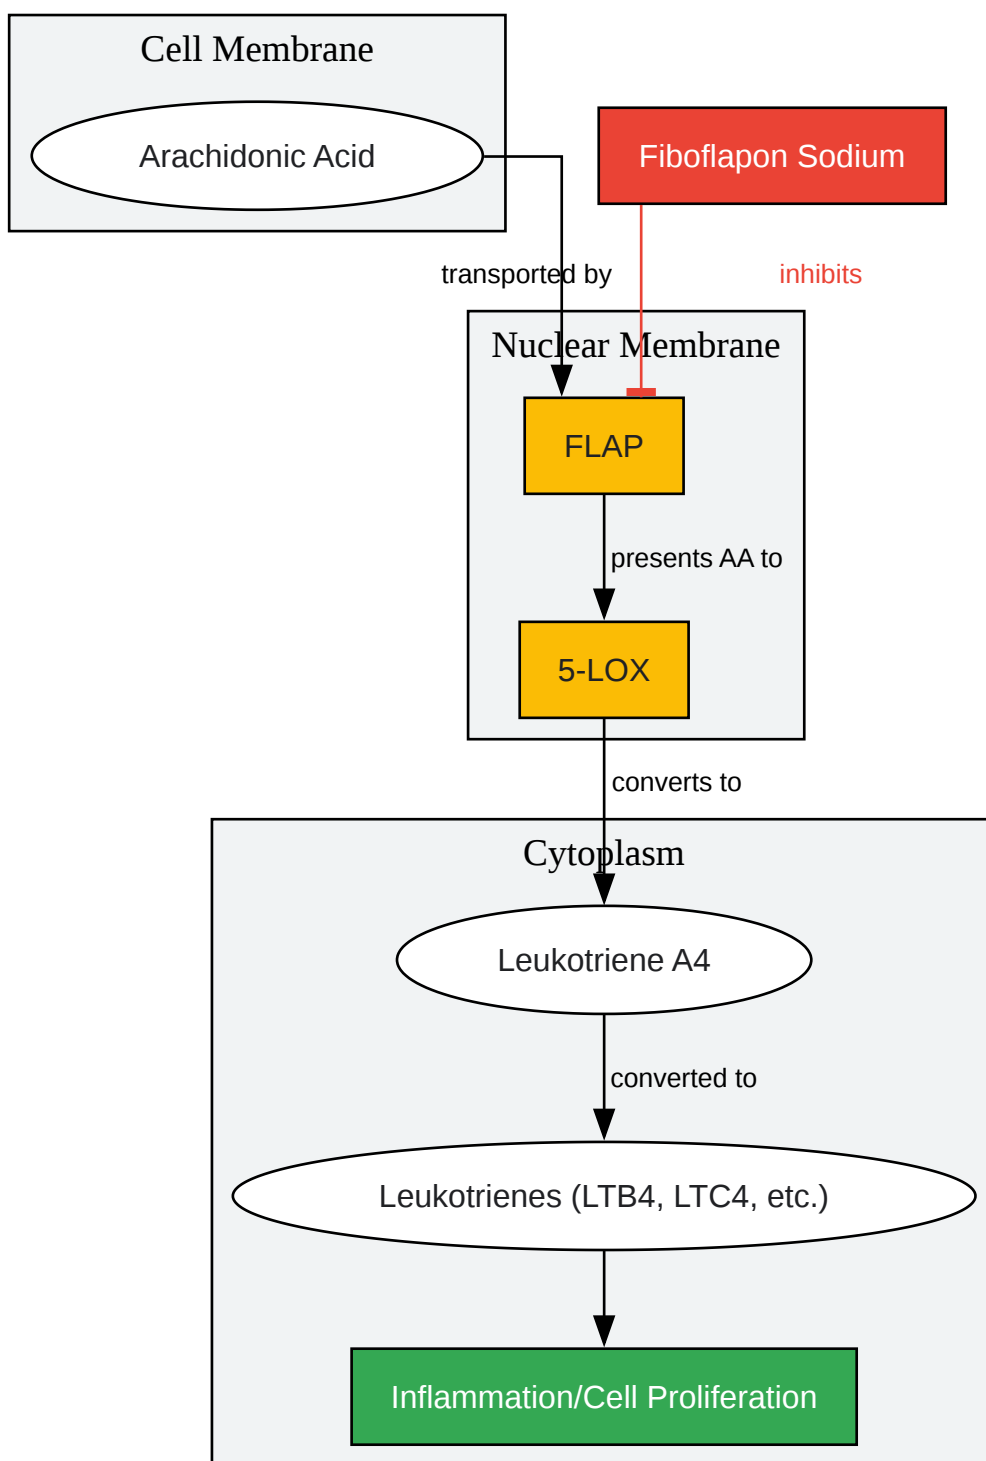 Cell Membrane
Arachidonic Acid
Fiboflapon Sodium
transported by
inhibits
Nuclear Membrane
FLAP
presents AA to
5-LOX
converts to
Cytoplasm
Leukotriene A4
converted to
Leukotrienes (LTB4, LTC4, etc.)
Inflammation/Cell Proliferation